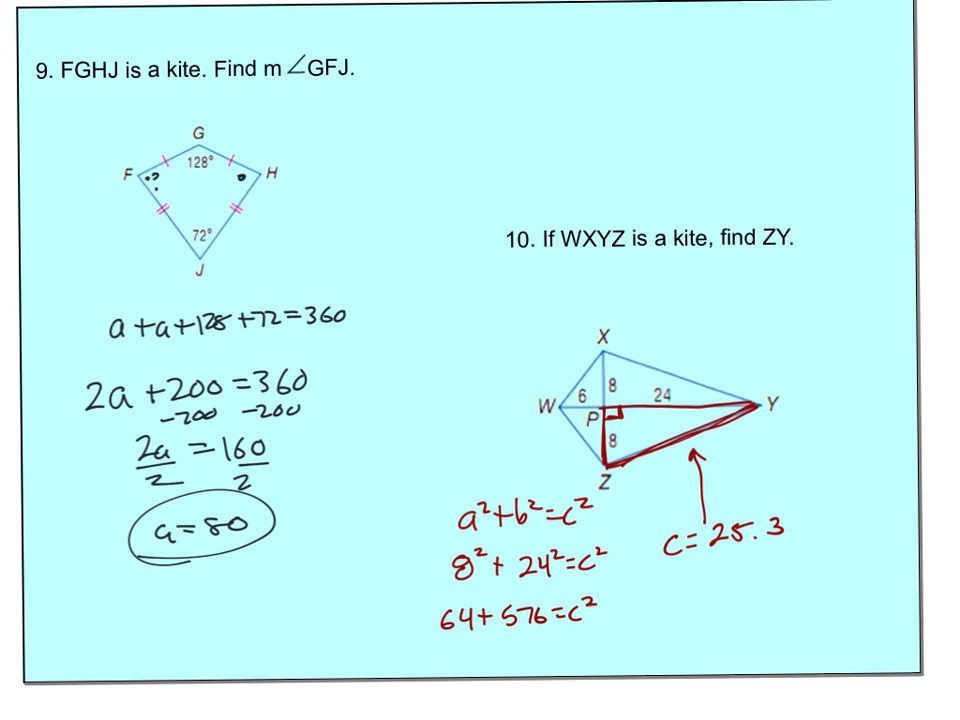 9. FGHJ is a kite. Find m ∠GFJ.
G
128°
F ??
H
72°
J
a + a + 128 + 72 = 360
2a + 200 = 360
-200 -200
2a = 160
2 2
a = 80
10. If WXYZ is a kite, find ZY.
X
6 8 24
W Y
P
8
Z
a² + b² = c²
8² + 24² = c²
64 + 576 = c²
c = 25.3